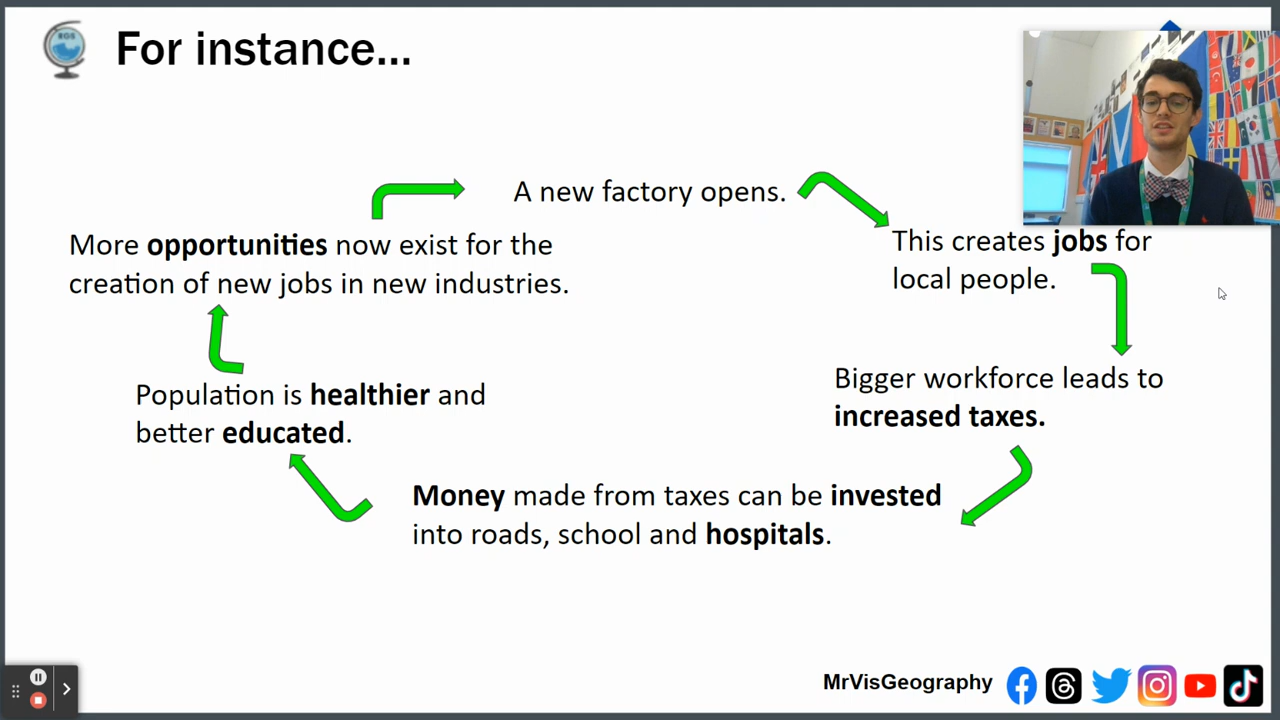 RGS
For instance...
A new factory opens.
This creates jobs for
local people.
Bigger workforce leads to
increased taxes.
Money made from taxes can be invested
into roads, school and hospitals.
Population is healthier and
better educated.
More opportunities now exist for the
creation of new jobs in new industries.
MrVisGeography